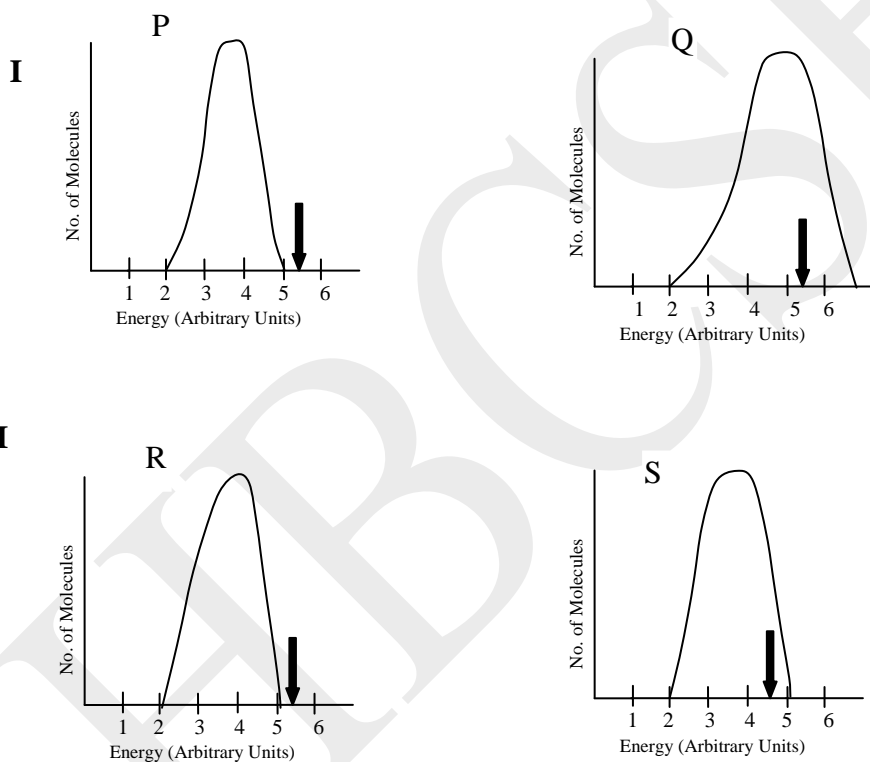 P
I
No. of Molecules
1 2 3 4 5 6
Energy (Arbitrary Units)
Q
No. of Molecules
1 2 3 4 5 6
Energy (Arbitrary Units)
I
R
No. of Molecules
1 2 3 4 5 6
Energy (Arbitrary Units)
S
No. of Molecules
1 2 3 4 5 6
Energy (Arbitrary Units)
HBCSE